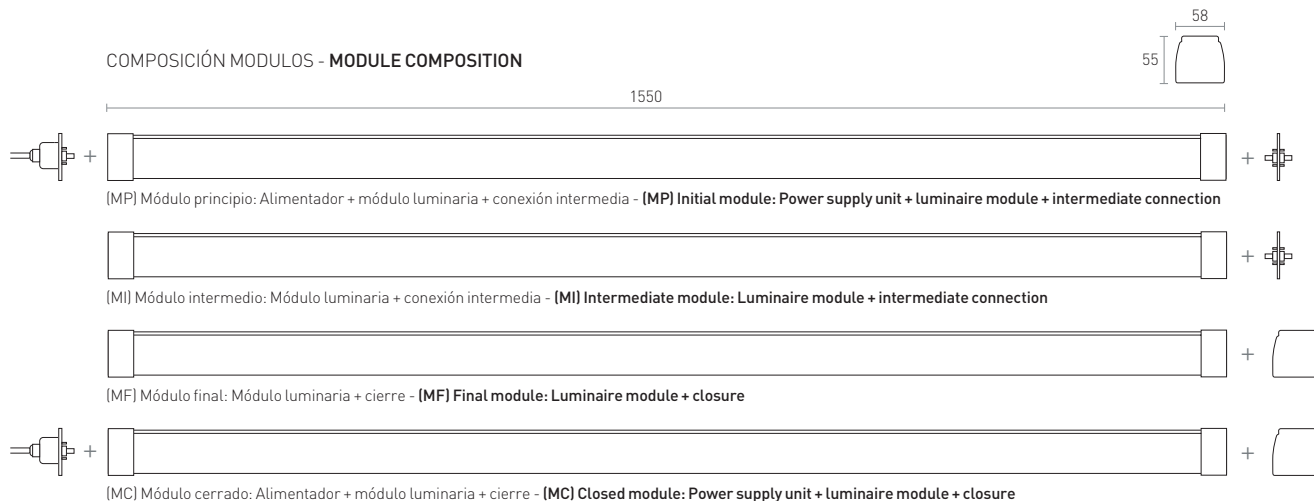 58
COMPOSICIÓN MODULOS - MODULE COMPOSITION
55
1550
+ +
(MP) Módulo principio: Alimentador + módulo luminaria + conexión intermedia - (MP) Initial module: Power supply unit + luminaire module + intermediate connection
+
(MI) Módulo intermedio: Módulo luminaria + conexión intermedia - (MI) Intermediate module: Luminaire module + intermediate connection
+
(MF) Módulo final: Módulo luminaria + cierre - (MF) Final module: Luminaire module + closure
+ +
(MC) Módulo cerrado: Alimentador + módulo luminaria + cierre - (MC) Closed module: Power supply unit + luminaire module + closure